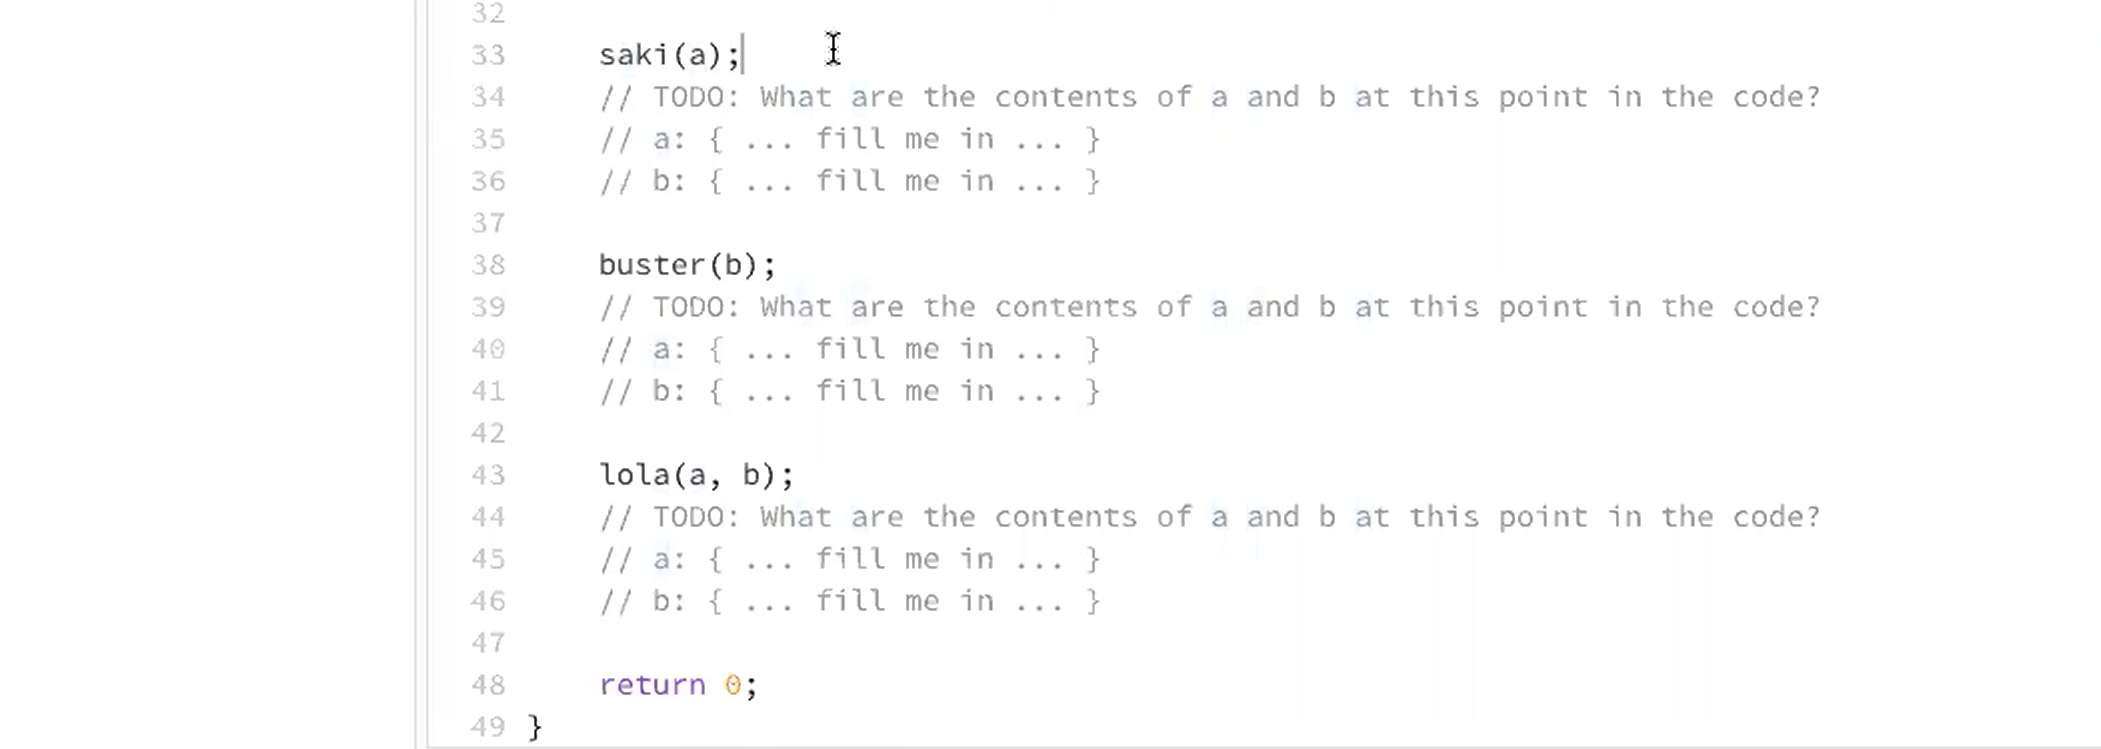 32
33 saki(a);
34 // TODO: What are the contents of a and b at this point in the code?
35 // a: { ... fill me in ... }
36 // b: { ... fill me in ... }
37
38 buster(b);
39 // TODO: What are the contents of a and b at this point in the code?
40 // a: { ... fill me in ... }
41 // b: { ... fill me in ... }
42
43 lola(a, b);
44 // TODO: What are the contents of a and b at this point in the code?
45 // a: { ... fill me in ... }
46 // b: { ... fill me in ... }
47
48 return 0;
49 }